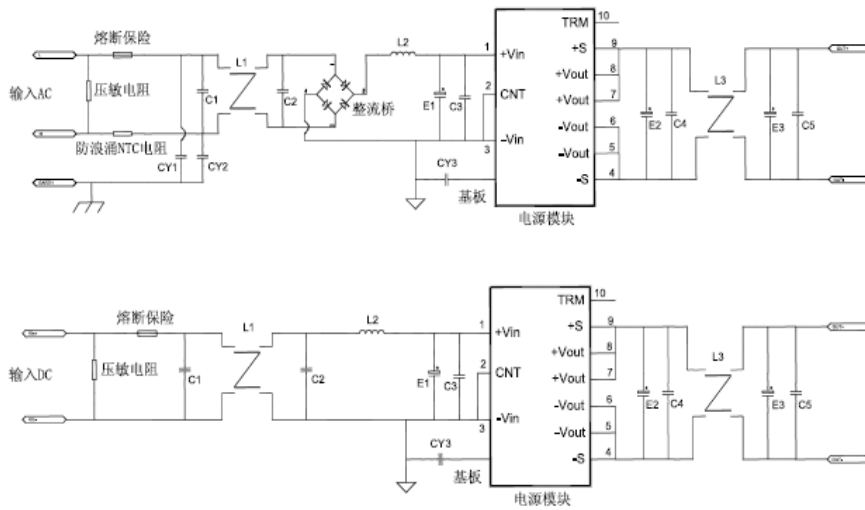 TRM 10
熔断保险 L1 L2 1 +Vin +S 9
输入AC 压敏电阻 C1 C2 整流桥 2 CNT +Vout 8 L3
E1 C3 +Vout 7
-Vout 6 E2 C4 E3 C5
防浪涌NTC电阻 3 -Vin -Vout 5
CY1 CY2 CY3 -S 4
基板
电源模块
TRM 10
熔断保险 L1 L2 1 +Vin +S 9
+Vout 8 L3
输入DC 压敏电阻 C1 C2 E1 C3 2 CNT +Vout 7
-Vout 6 E2 C4 E3 C5
3 -Vin -Vout 5
CY3 -S 4
基板
电源模块